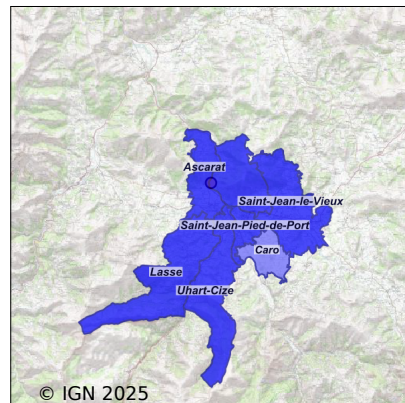 Ascarat
Saint-Jean-le-Vieux
Saint-Jean-Pied-de-Port
Caro
Lasse
Uhart-Cize
© IGN 2025